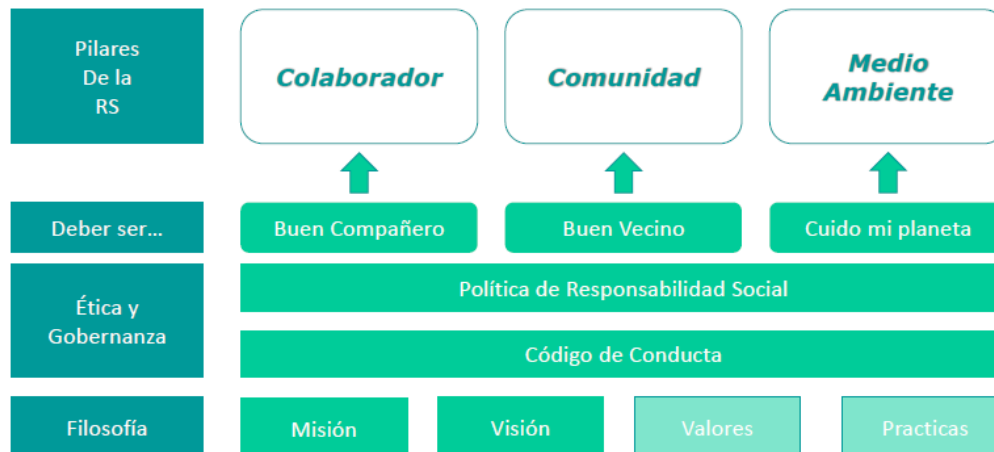 Pilares
De la
RS
Colaborador
Comunidad
Medio
Ambiente
Deber ser...
Buen Compañero
Buen Vecino
Cuido mi planeta
Ética y
Gobernanza
Política de Responsabilidad Social
Código de Conducta
Filosofía
Misión
Visión
Valores
Practicas